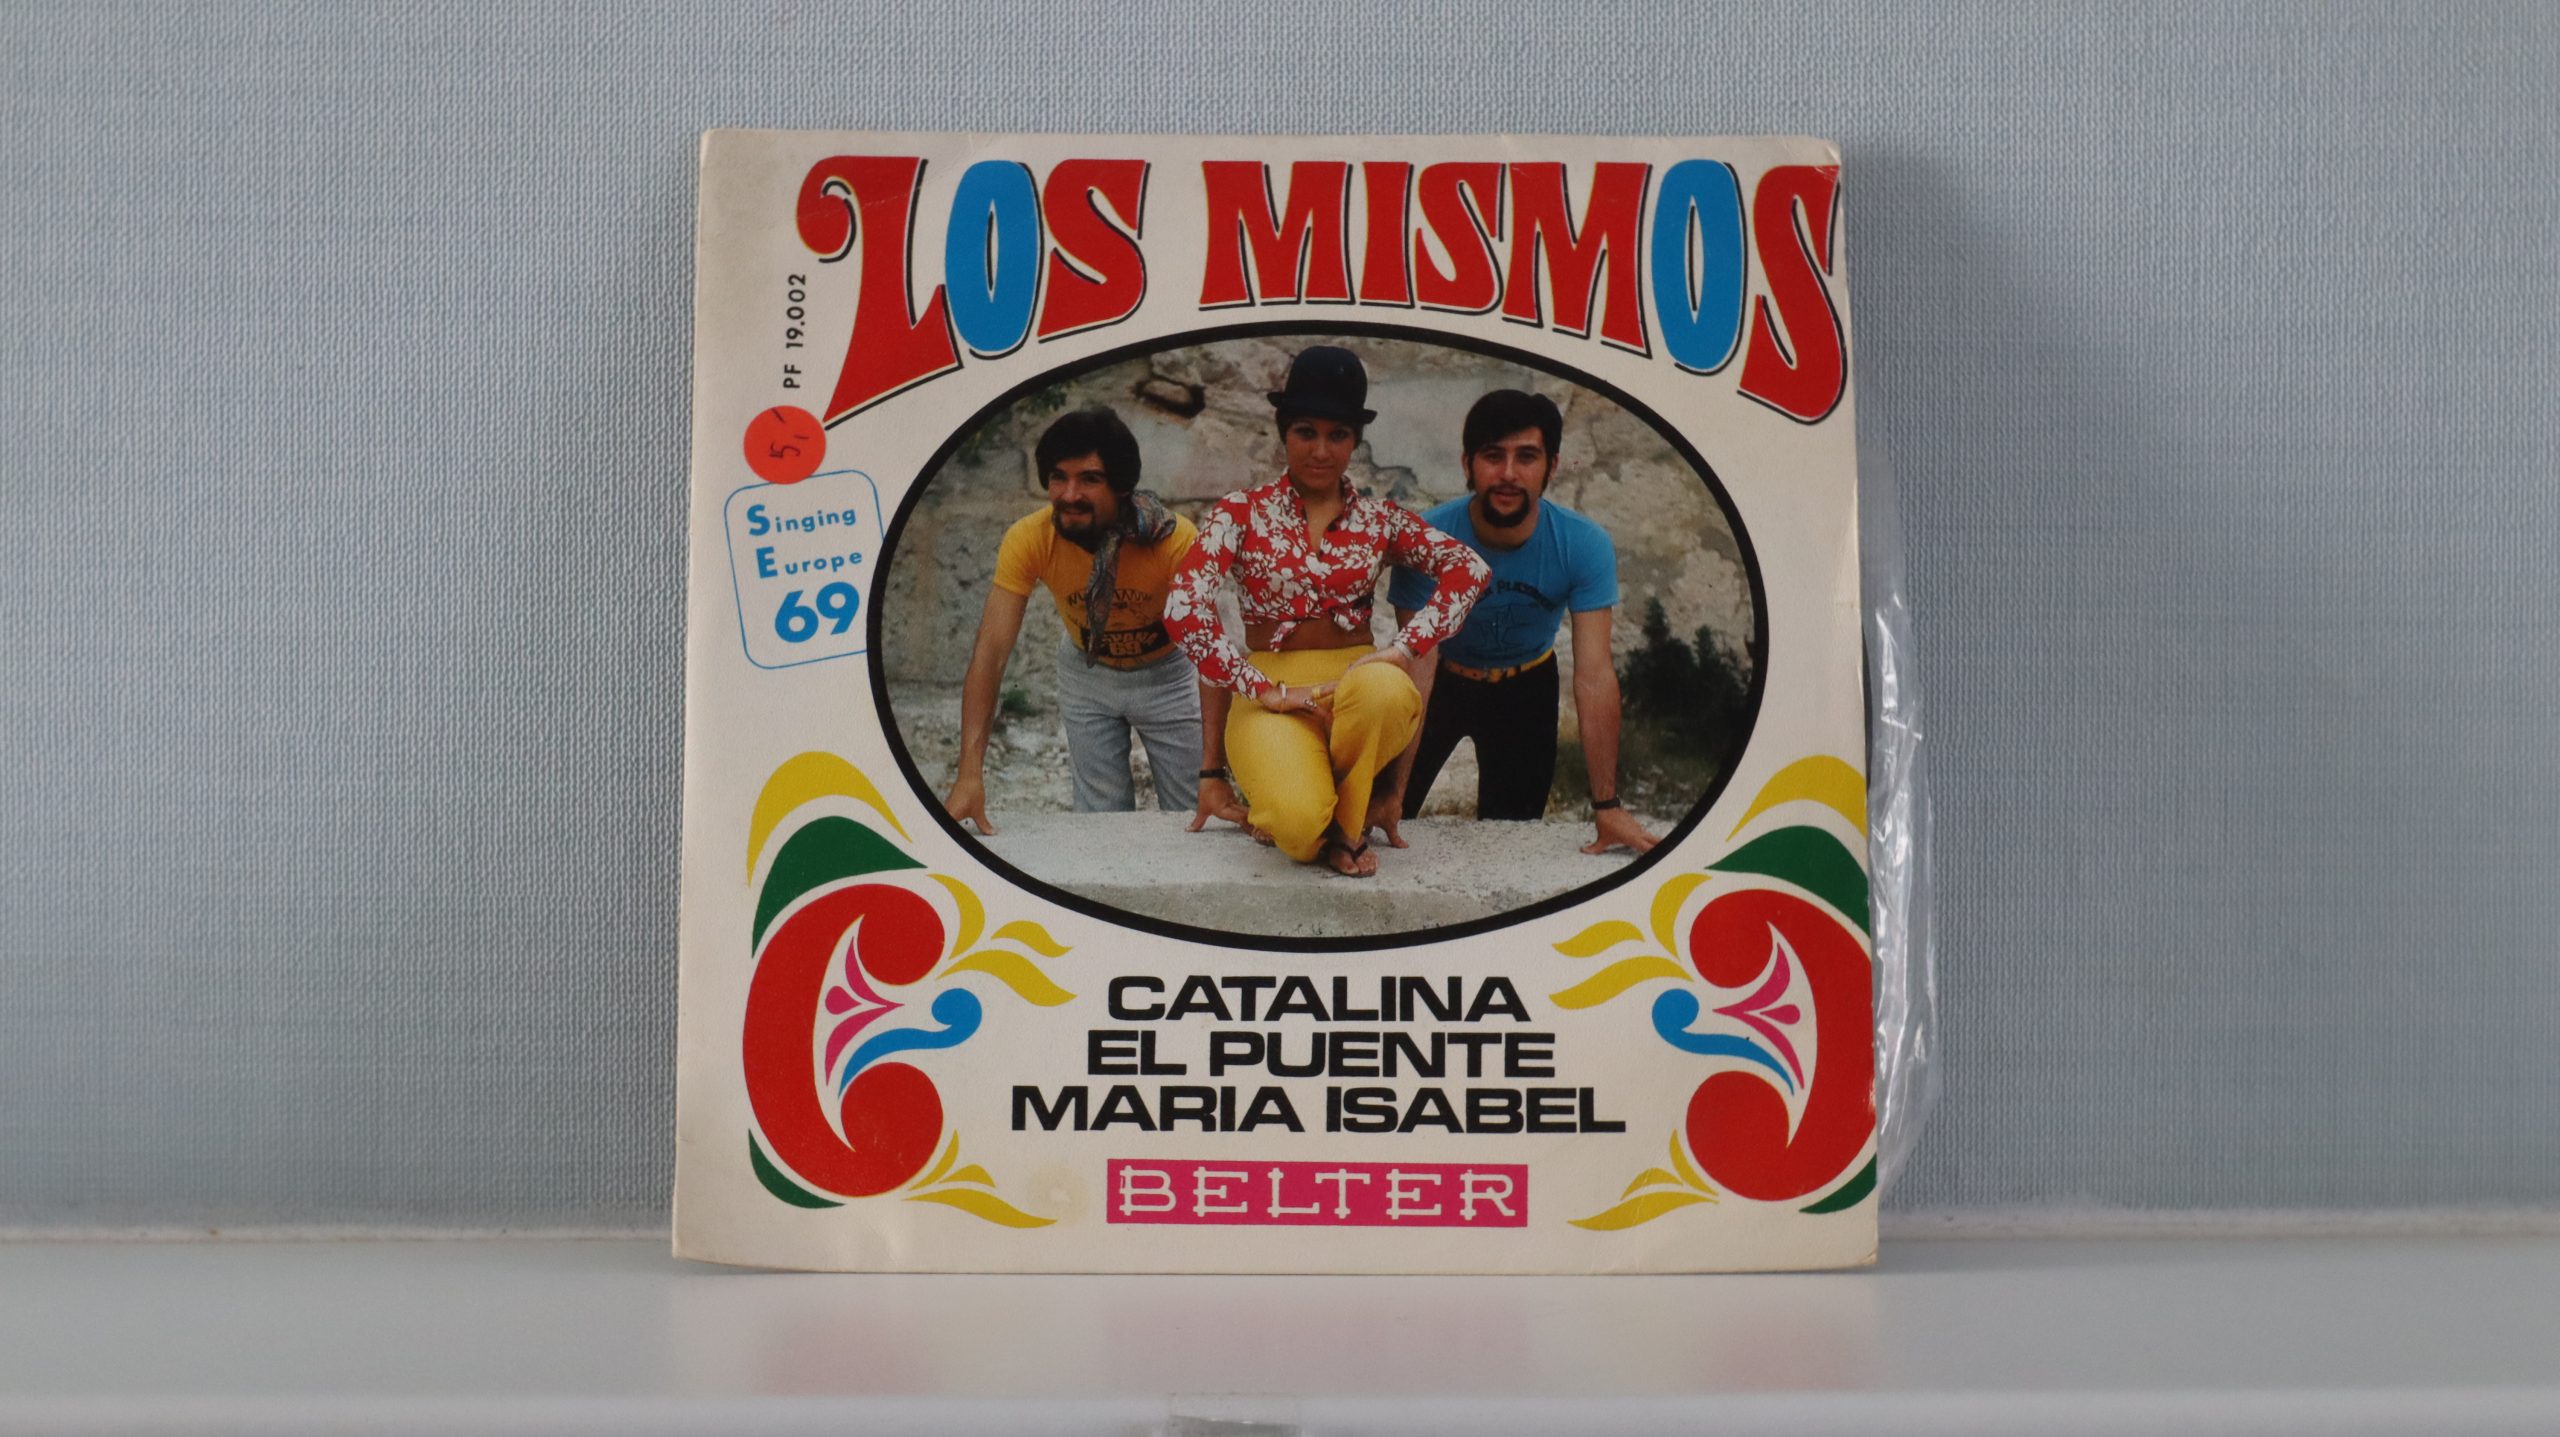 LOS MISMOS
PF 19.002
5,-
Singing
Europe
69
CATALINA
EL PUENTE
MARIA ISABEL
BELTER